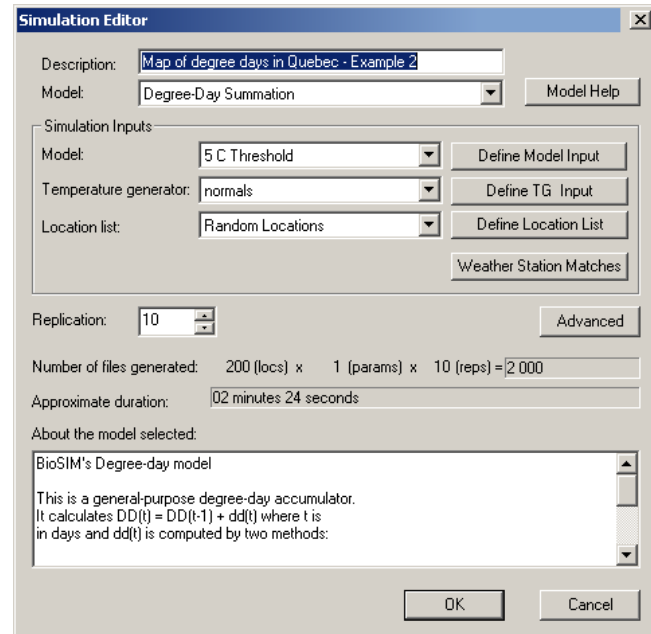 Simulation Editor
Description: Map of degree days in Quebec - Example 2
Model: Degree-Day Summation Model Help
Simulation Inputs
Model: 5 C Threshold Define Model Input
Temperature generator: normals Define TG Input
Location list: Random Locations Define Location List
Weather Station Matches
Replication: 10 Advanced
Number of files generated: 200 (locs) x 1 (params) x 10 (reps) = 2 000
Approximate duration: 02 minutes 24 seconds
About the model selected:
BioSIM's Degree-day model
This is a general-purpose degree-day accumulator.
It calculates DD(t) = DD(t-1) + dd(t) where t is
in days and dd(t) is computed by two methods:
OK Cancel